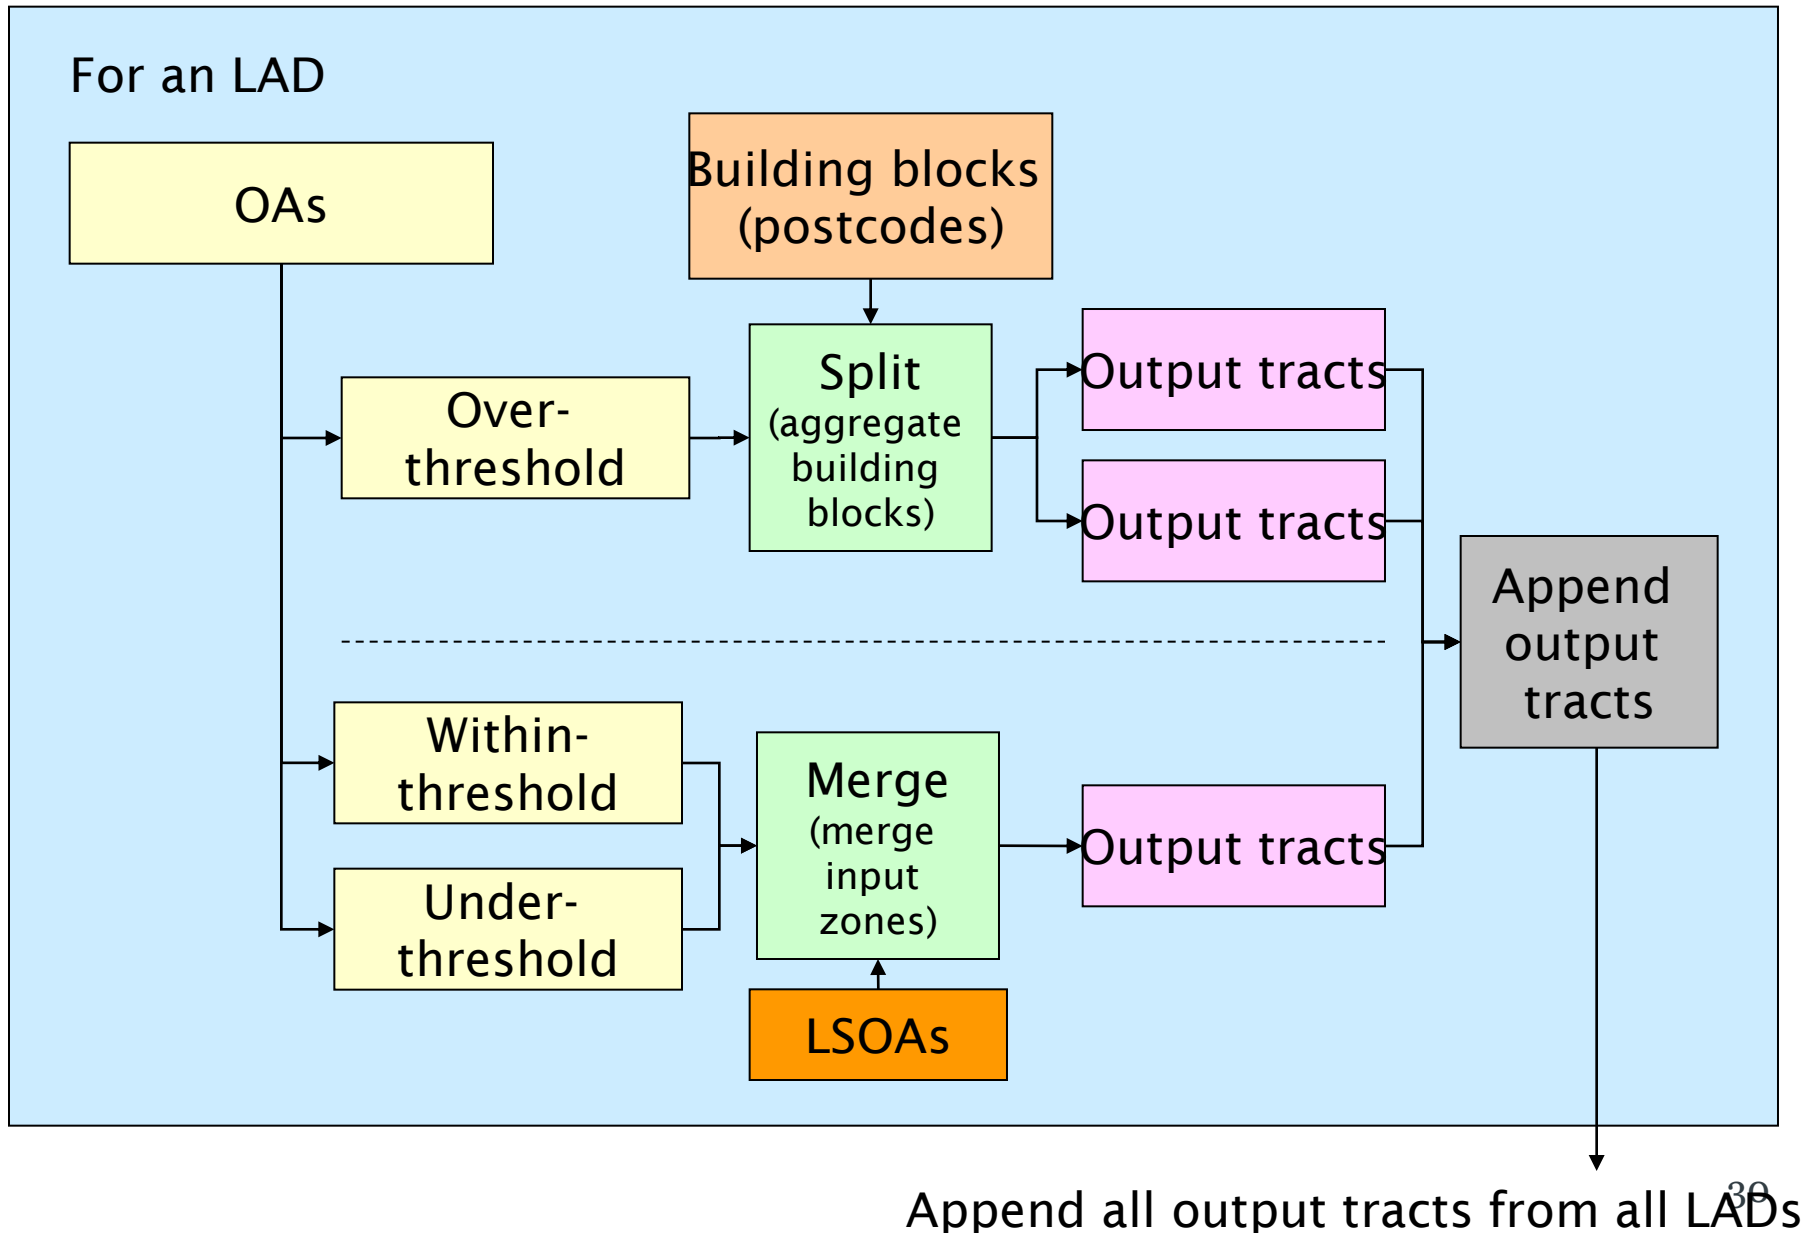 For an LAD
OAs
Building blocks
(postcodes)
Over-
threshold
Split
(aggregate
building
blocks)
Output tracts
Output tracts
Append
output
tracts
Within-
threshold
Under-
threshold
Merge
(merge
input
zones)
Output tracts
LSOAs
Append all output tracts from all LADs
30